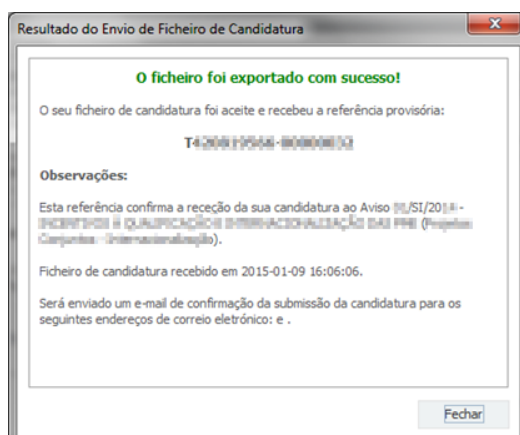 Resultado do Envio de Ficheiro de Candidatura
O ficheiro foi exportado com sucesso!
O seu ficheiro de candidatura foi aceite e recebeu a referência provisória:
Observações:
Esta referência confirma a receção da sua candidatura ao Aviso /SI/201 -
Ficheiro de candidatura recebido em 2015-01-09 16:06:06.
Será enviado um e-mail de confirmação da submissão da candidatura para os
seguintes endereços de correio eletrónico: e .
Fechar